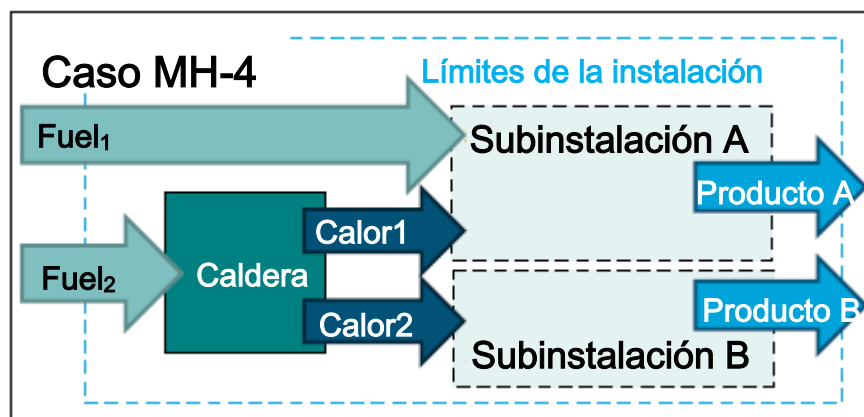 Caso MH-4
Límites de la instalación
Fuel₁
Subinstalación A
Producto A
Calor1
Fuel₂
Caldera
Calor2
Producto B
Subinstalación B